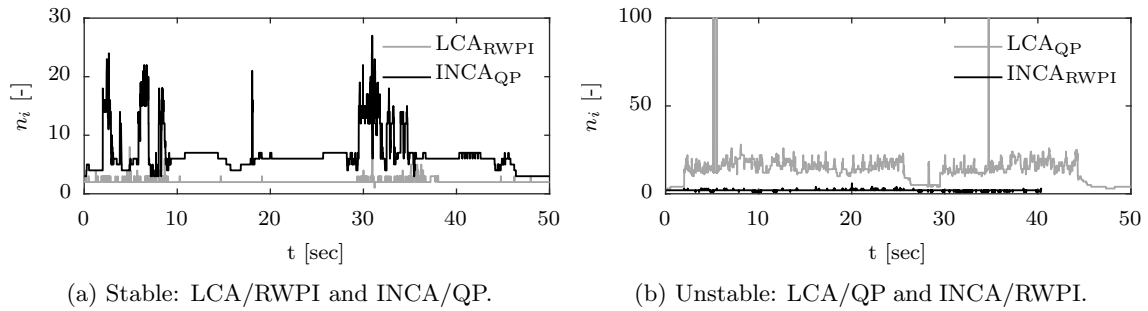 30
20
10
0
n_i [-]
LCA_RWPI
INCA_QP
0 10 20 30 40 50
t [sec]
(a) Stable: LCA/RWPI and INCA/QP.
100
50
0
n_i [-]
LCA_QP
INCA_RWPI
0 10 20 30 40 50
t [sec]
(b) Unstable: LCA/QP and INCA/RWPI.